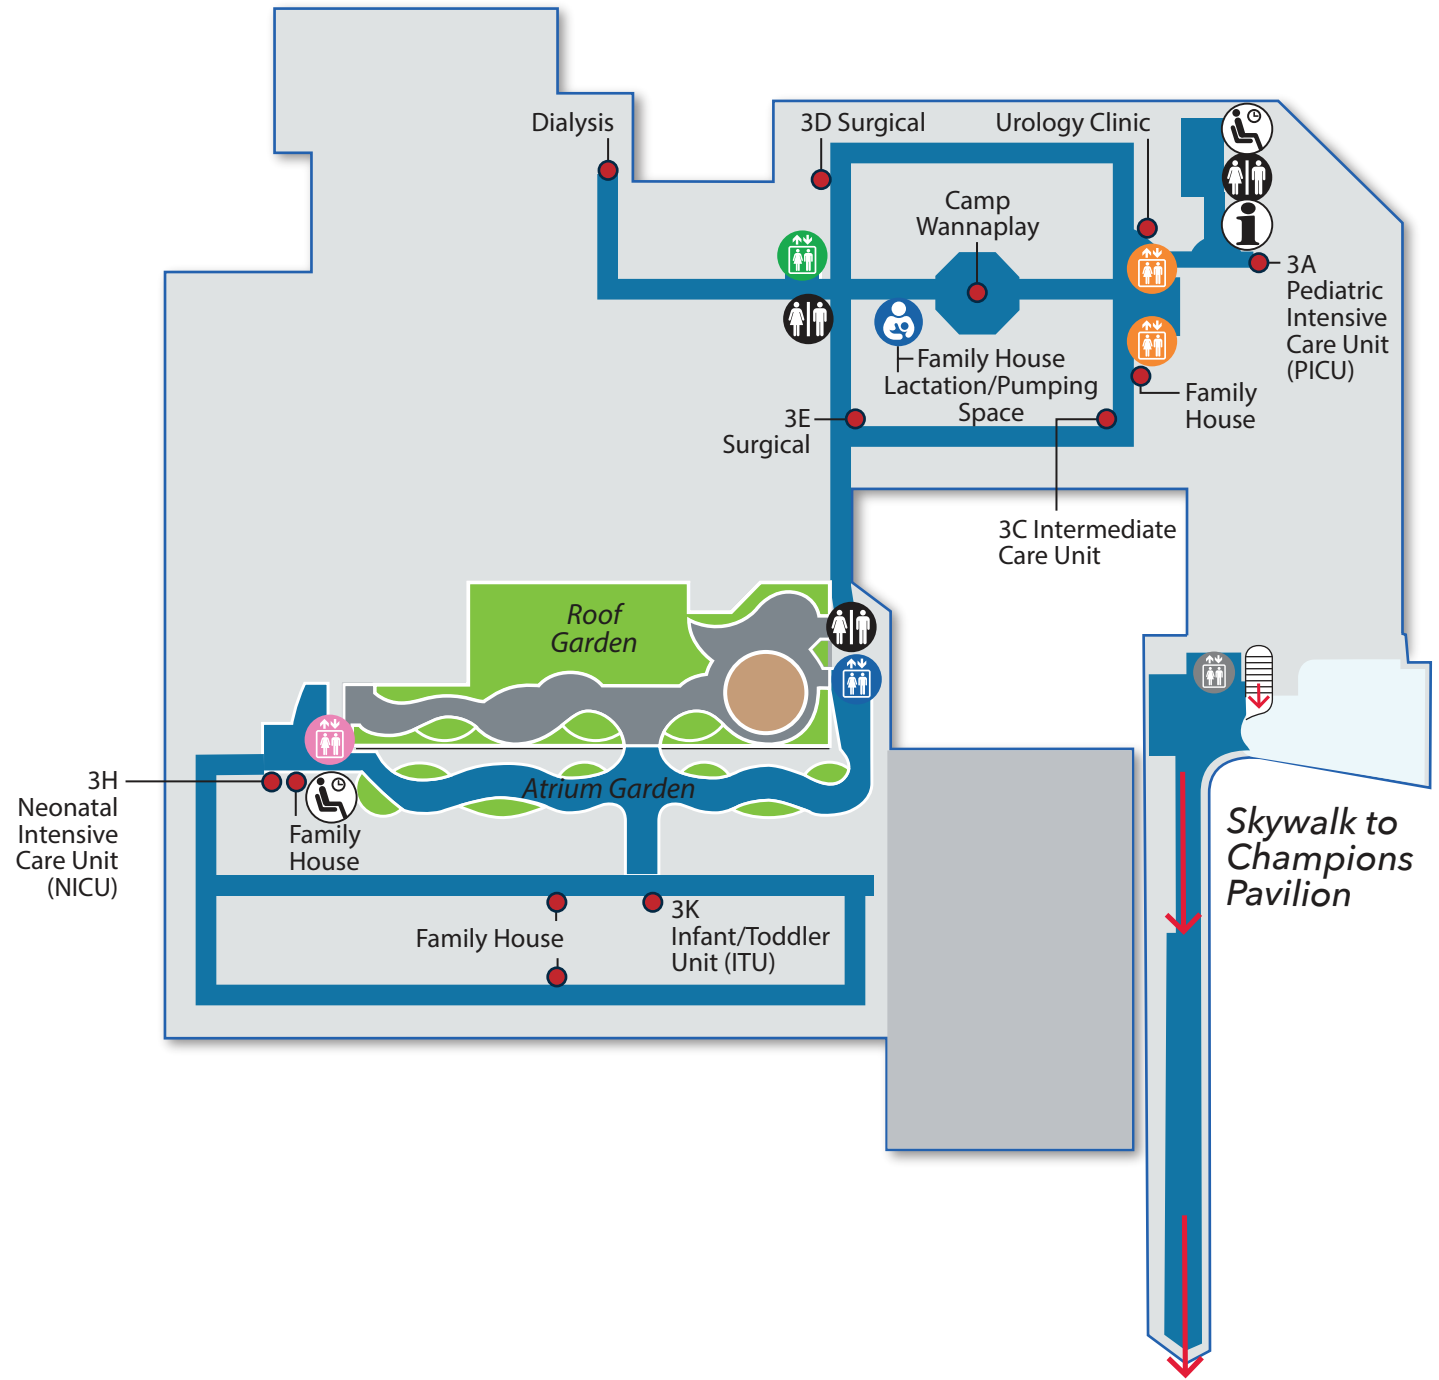 Dialysis
3D Surgical
Urology Clinic
Camp
Wannaplay
3A
Pediatric
Intensive
Care Unit
(PICU)
Family House
Lactation/Pumping
Space
Family
House
3E
Surgical
3C Intermediate
Care Unit
Roof
Garden
Atrium Garden
3H
Neonatal
Intensive
Care Unit
(NICU)
Family
House
Skywalk to
Champions
Pavilion
Family House
3K
Infant/Toddler
Unit (ITU)